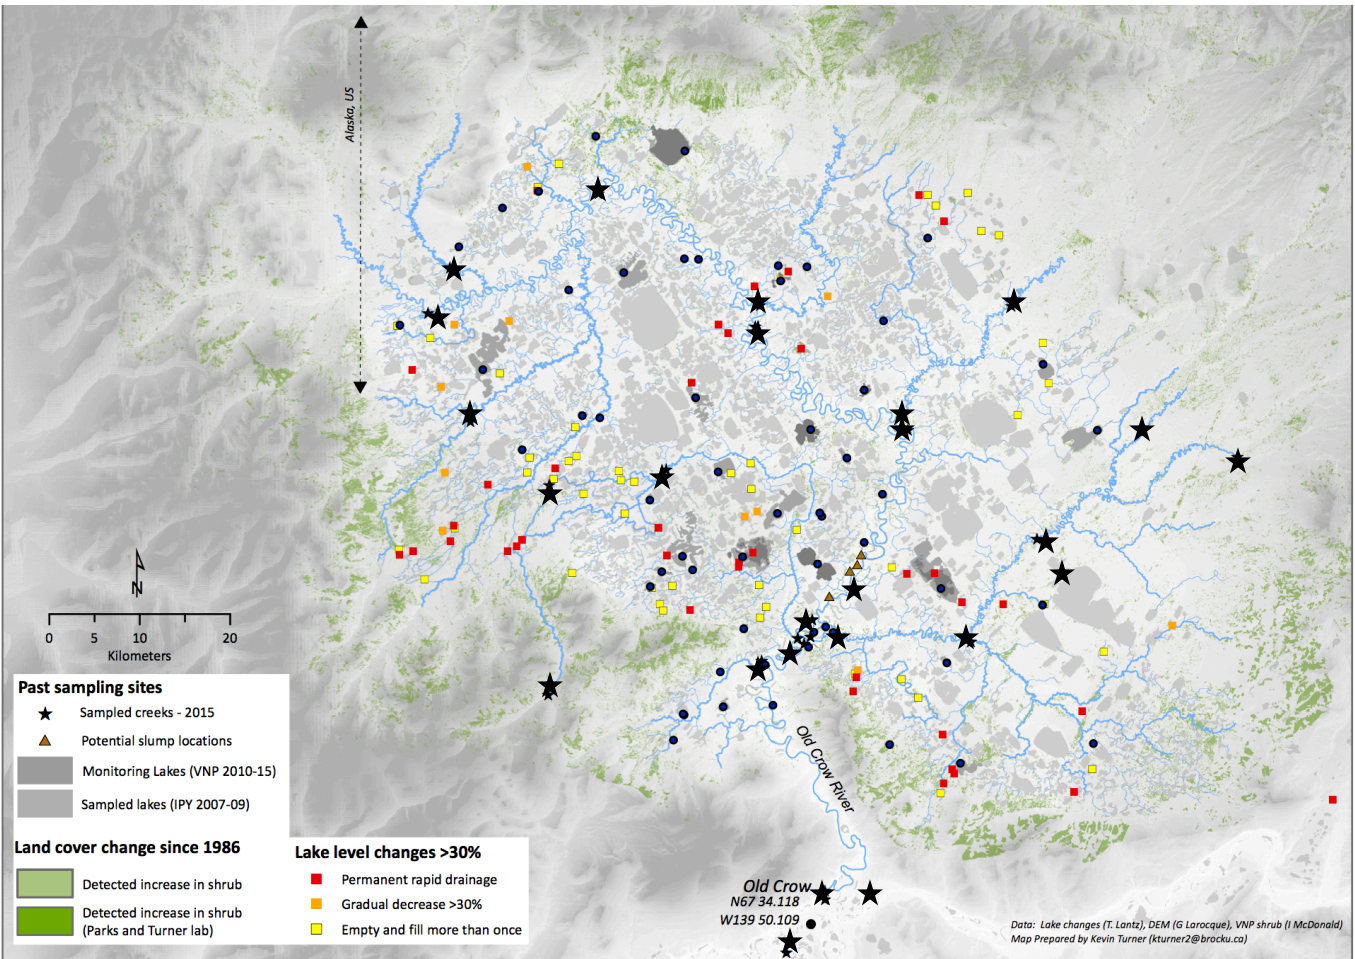 Alaska, US
N
0 5 10 20
Kilometers
Past sampling sites
Sampled creeks - 2015
Potential slump locations
Monitoring Lakes (VNP 2010-15)
Sampled lakes (IPY 2007-09)
Land cover change since 1986
Detected increase in shrub
Detected increase in shrub
(Parks and Turner lab)
Lake level changes >30%
Permanent rapid drainage
Gradual decrease >30%
Empty and fill more than once
Old Crow River
Old Crow
N67 34.118
W139 50.109
Data: Lake changes (T. Lantz), DEM (G Larocque), VNP shrub (I McDonald)
Map Prepared by Kevin Turner (kturner2@brocku.ca)